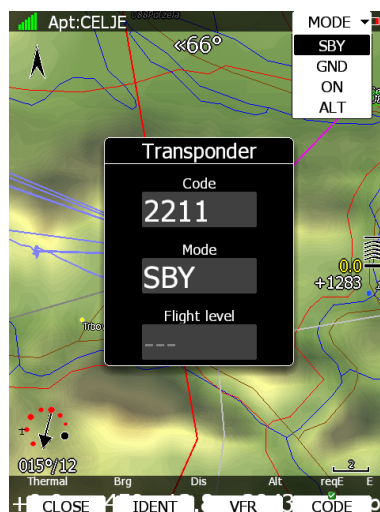 Apt:CELJE
MODE
SBY
GND
ON
ALT
«66°
Transponder
Code
2211
Mode
SBY
Flight level
---
0.0
+1283
015°/12
2
Thermal Brg Dis Alt reqE E
CLOSE IDENT VFR CODE